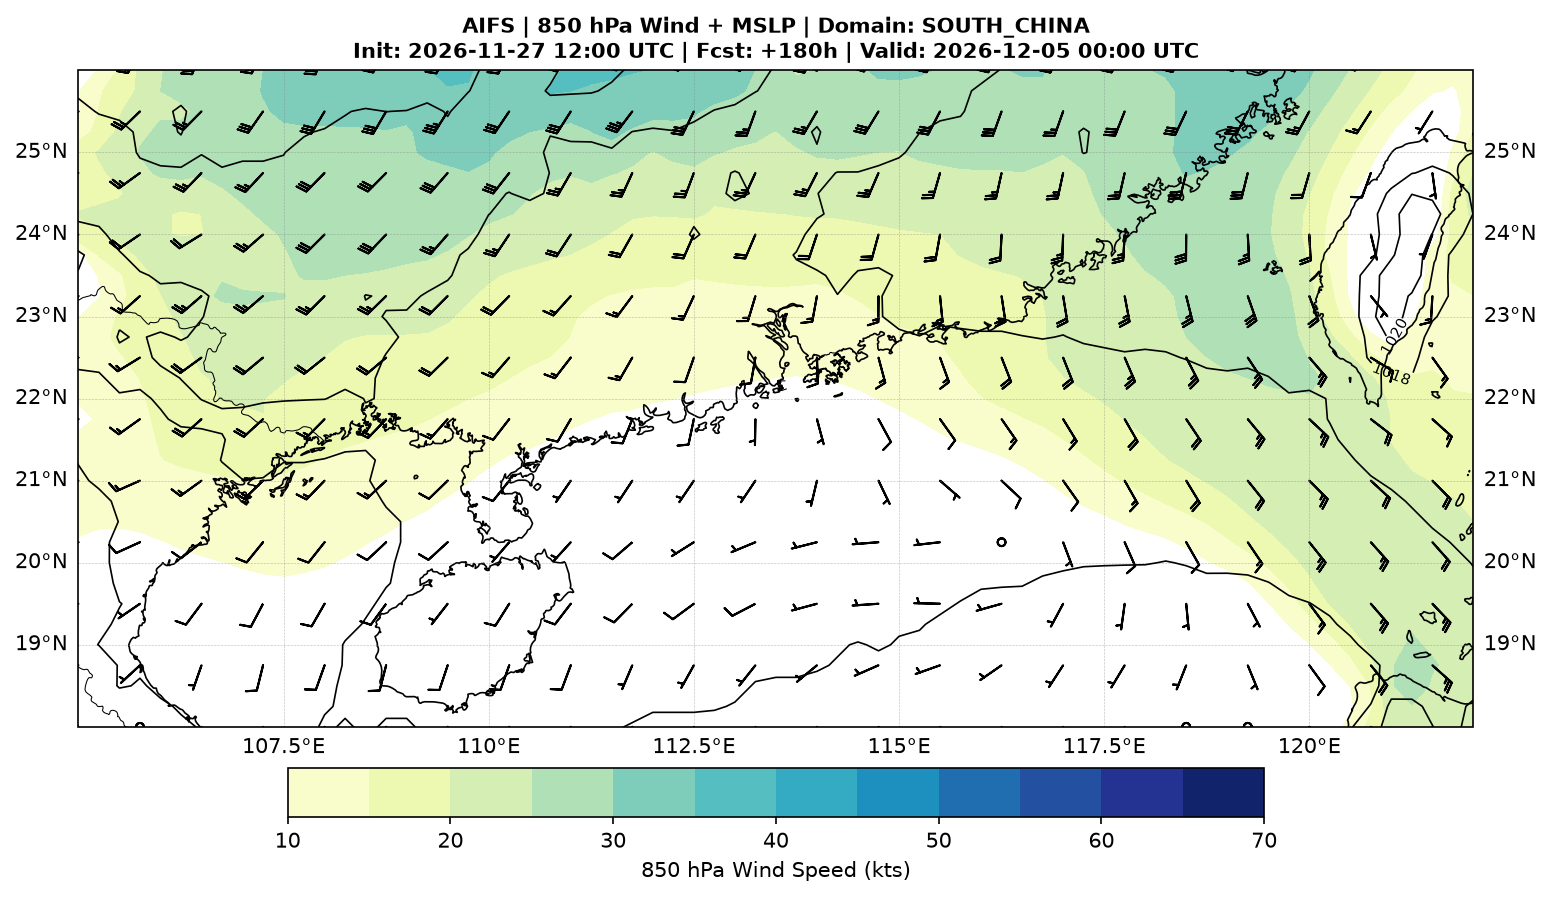 AIFS | 850 hPa Wind + MSLP | Domain: SOUTH_CHINA
Init: 2026-11-27 12:00 UTC | Fcst: +180h | Valid: 2026-12-05 00:00 UTC
25°N 25°N
24°N 24°N
23°N 23°N
1020
1018
22°N 22°N
21°N 21°N
20°N 20°N
19°N 19°N
107.5°E 110°E 112.5°E 115°E 117.5°E 120°E
10 20 30 40 50 60 70
850 hPa Wind Speed (kts)